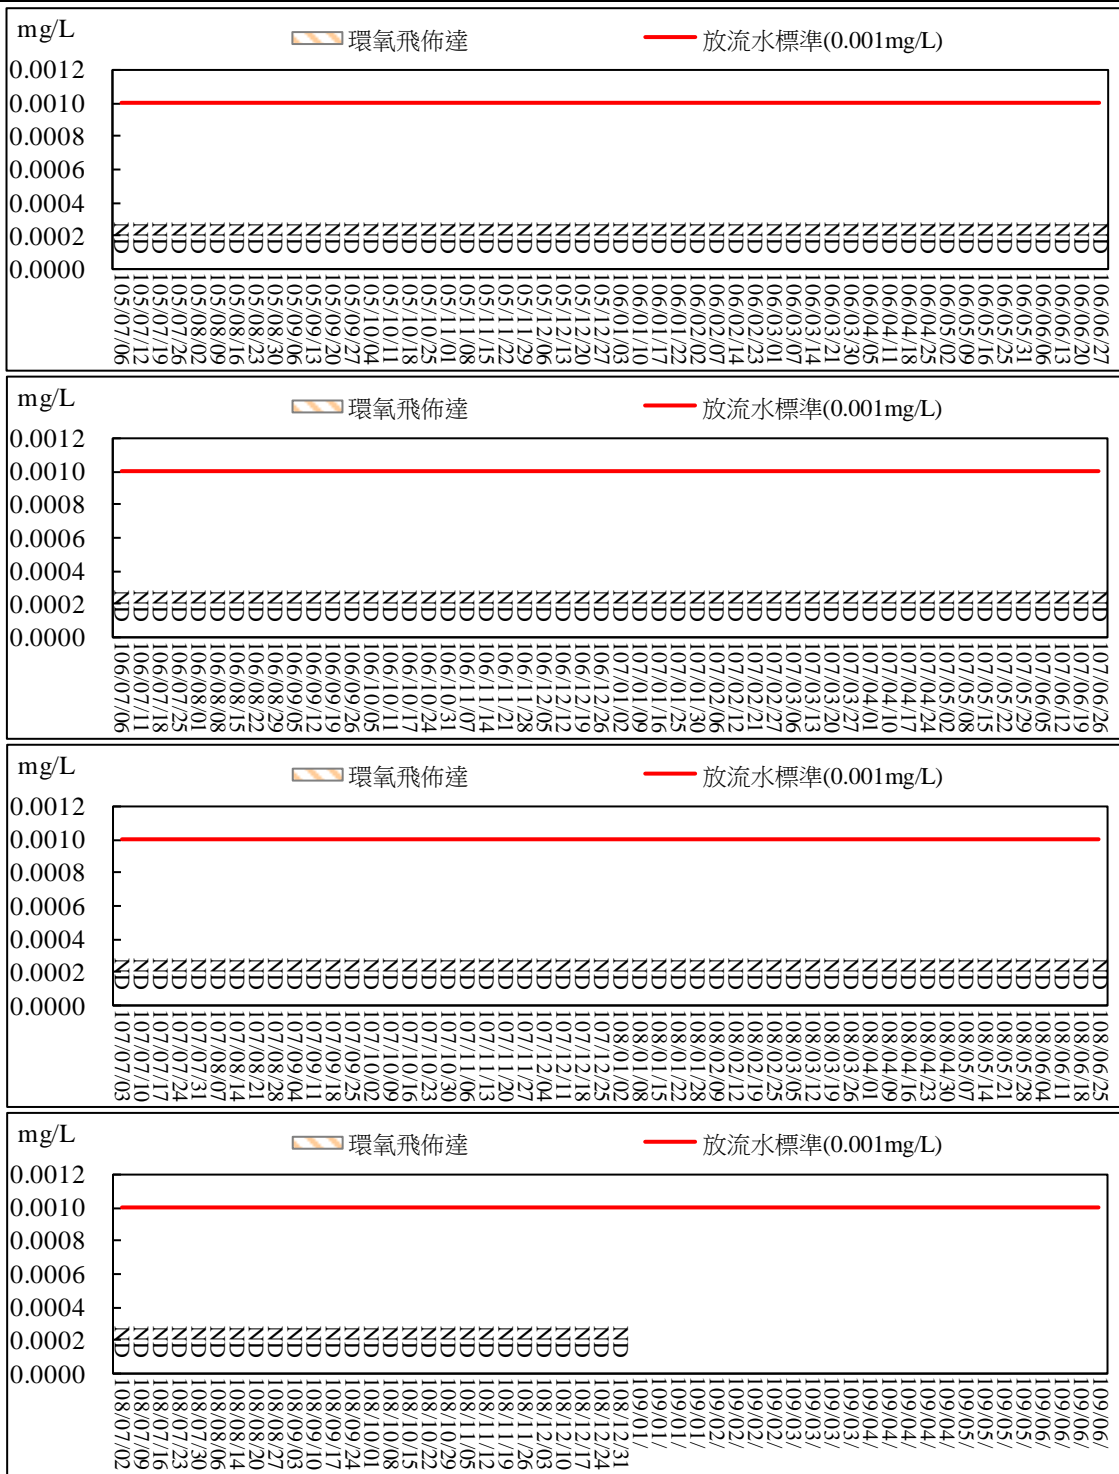 mg/L
環氧飛佈達 放流水標準(0.001mg/L)
0.0012
0.0010
0.0008
0.0006
0.0004
0.0002
0.0000
ND ND ND ND ND ND ND ND ND ND ND ND ND ND ND ND ND ND ND ND ND ND ND ND ND ND ND ND ND ND ND ND ND ND ND ND ND ND ND ND ND ND ND ND ND ND ND ND ND ND ND ND
105/07/06 105/07/12 105/07/19 105/07/26 105/08/02 105/08/09 105/08/16 105/08/23 105/08/30 105/09/06 105/09/13 105/09/20 105/09/27 105/10/04 105/10/11 105/10/18 105/10/25 105/11/01 105/11/08 105/11/15 105/11/22 105/11/29 105/12/06 105/12/13 105/12/20 105/12/27 106/01/03 106/01/10 106/01/17 106/01/22 106/02/02 106/02/07 106/02/14 106/02/23 106/03/01 106/03/07 106/03/14 106/03/21 106/03/30 106/04/05 106/04/11 106/04/18 106/04/25 106/05/02 106/05/09 106/05/16 106/05/25 106/05/31 106/06/06 106/06/13 106/06/20 106/06/27
mg/L
環氧飛佈達 放流水標準(0.001mg/L)
0.0012
0.0010
0.0008
0.0006
0.0004
0.0002
0.0000
ND ND ND ND ND ND ND ND ND ND ND ND ND ND ND ND ND ND ND ND ND ND ND ND ND ND ND ND ND ND ND ND ND ND ND ND ND ND ND ND ND ND ND ND ND ND ND ND ND ND ND ND
106/07/06 106/07/11 106/07/18 106/07/25 106/08/01 106/08/08 106/08/15 106/08/22 106/08/29 106/09/05 106/09/12 106/09/19 106/09/26 106/10/05 106/10/11 106/10/17 106/10/24 106/10/31 106/11/07 106/11/14 106/11/21 106/11/28 106/12/05 106/12/12 106/12/19 106/12/26 107/01/02 107/01/09 107/01/16 107/01/25 107/01/30 107/02/06 107/02/12 107/02/21 107/02/27 107/03/06 107/03/13 107/03/20 107/03/27 107/04/01 107/04/10 107/04/17 107/04/24 107/05/02 107/05/08 107/05/15 107/05/22 107/05/29 107/06/05 107/06/12 107/06/19 107/06/26
mg/L
環氧飛佈達 放流水標準(0.001mg/L)
0.0012
0.0010
0.0008
0.0006
0.0004
0.0002
0.0000
ND ND ND ND ND ND ND ND ND ND ND ND ND ND ND ND ND ND ND ND ND ND ND ND ND ND ND ND ND ND ND ND ND ND ND ND ND ND ND ND ND ND ND ND ND ND ND ND ND ND ND ND
107/07/03 107/07/10 107/07/17 107/07/24 107/07/31 107/08/07 107/08/14 107/08/21 107/08/28 107/09/04 107/09/11 107/09/18 107/09/25 107/10/02 107/10/09 107/10/16 107/10/23 107/10/30 107/11/06 107/11/13 107/11/20 107/11/27 107/12/04 107/12/11 107/12/18 107/12/25 108/01/02 108/01/08 108/01/15 108/01/22 108/01/28 108/02/09 108/02/12 108/02/19 108/02/25 108/03/05 108/03/12 108/03/19 108/03/26 108/04/01 108/04/09 108/04/16 108/04/23 108/04/30 108/05/07 108/05/14 108/05/21 108/05/28 108/06/04 108/06/11 108/06/18 108/06/25
mg/L
環氧飛佈達 放流水標準(0.001mg/L)
0.0012
0.0010
0.0008
0.0006
0.0004
0.0002
0.0000
ND ND ND ND ND ND ND ND ND ND ND ND ND ND ND ND ND ND ND ND ND ND ND ND ND ND ND
108/07/02 108/07/09 108/07/16 108/07/23 108/07/30 108/08/06 108/08/14 108/08/20 108/08/27 108/09/03 108/09/10 108/09/17 108/09/24 108/10/01 108/10/08 108/10/15 108/10/22 108/10/29 108/11/05 108/11/12 108/11/19 108/11/26 108/12/03 108/12/10 108/12/17 108/12/24 108/12/31 109/01/ 109/01/ 109/01/ 109/01/ 109/02/ 109/02/ 109/02/ 109/02/ 109/03/ 109/03/ 109/03/ 109/03/ 109/04/ 109/04/ 109/04/ 109/04/ 109/04/ 109/05/ 109/05/ 109/05/ 109/05/ 109/06/ 109/06/ 109/06/ 109/06/